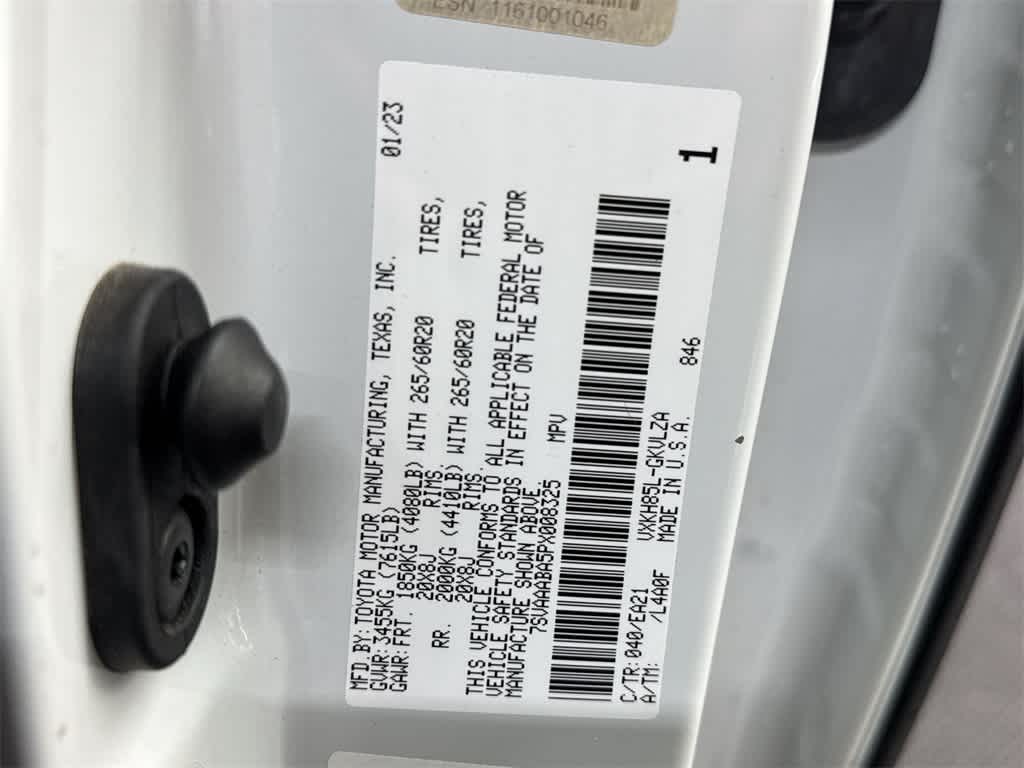 ESN 1161001046
MFD.BY:TOYOTA MOTOR MANUFACTURING, TEXAS, INC. 01/23
GVWR:3455KG (7615LB)
GAWR:FRT. 1850KG (4080LB) WITH 265/60R20 TIRES,
20X8J RIMS.
RR. 2000KG (4410LB) WITH 265/60R20 TIRES,
20X8J RIMS.
THIS VEHICLE CONFORMS TO ALL APPLICABLE FEDERAL MOTOR
VEHICLE SAFETY STANDARDS IN EFFECT ON THE DATE OF
MANUFACTURE SHOWN ABOVE
7SVAAABA5PX008325 MPV
1
C/TR:040/EA21 VXKH85L-GKVLZA 846
A/TM: /L4A0F MADE IN U.S.A.